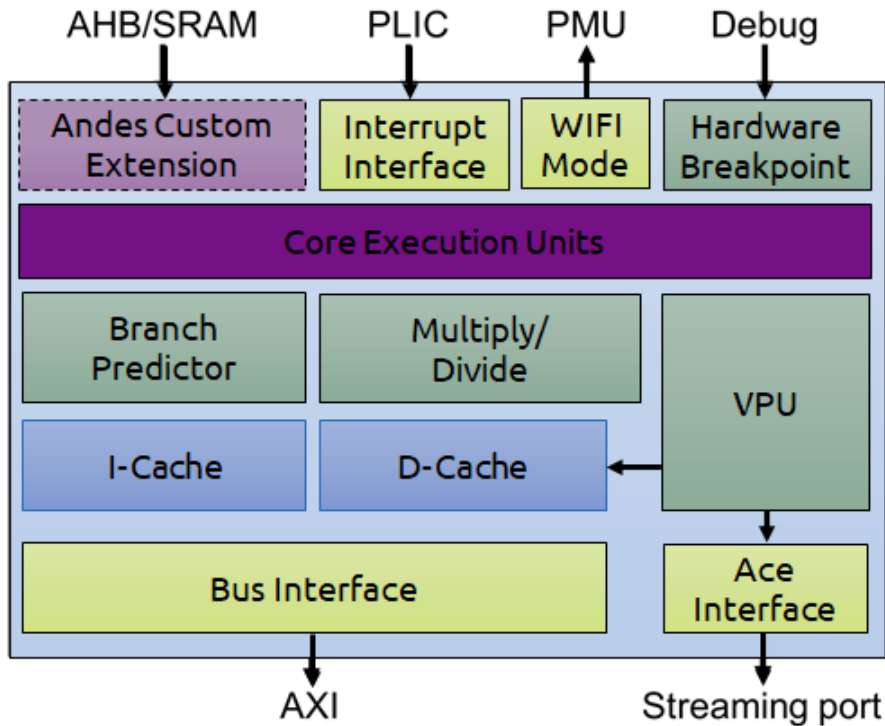 AHB/SRAM PLIC PMU Debug
Andes Custom
Extension
Interrupt
Interface
WIFI
Mode
Hardware
Breakpoint
Core Execution Units
Branch
Predictor
Multiply/
Divide
VPU
I-Cache
D-Cache
Bus Interface
Ace
Interface
AXI
Streaming port